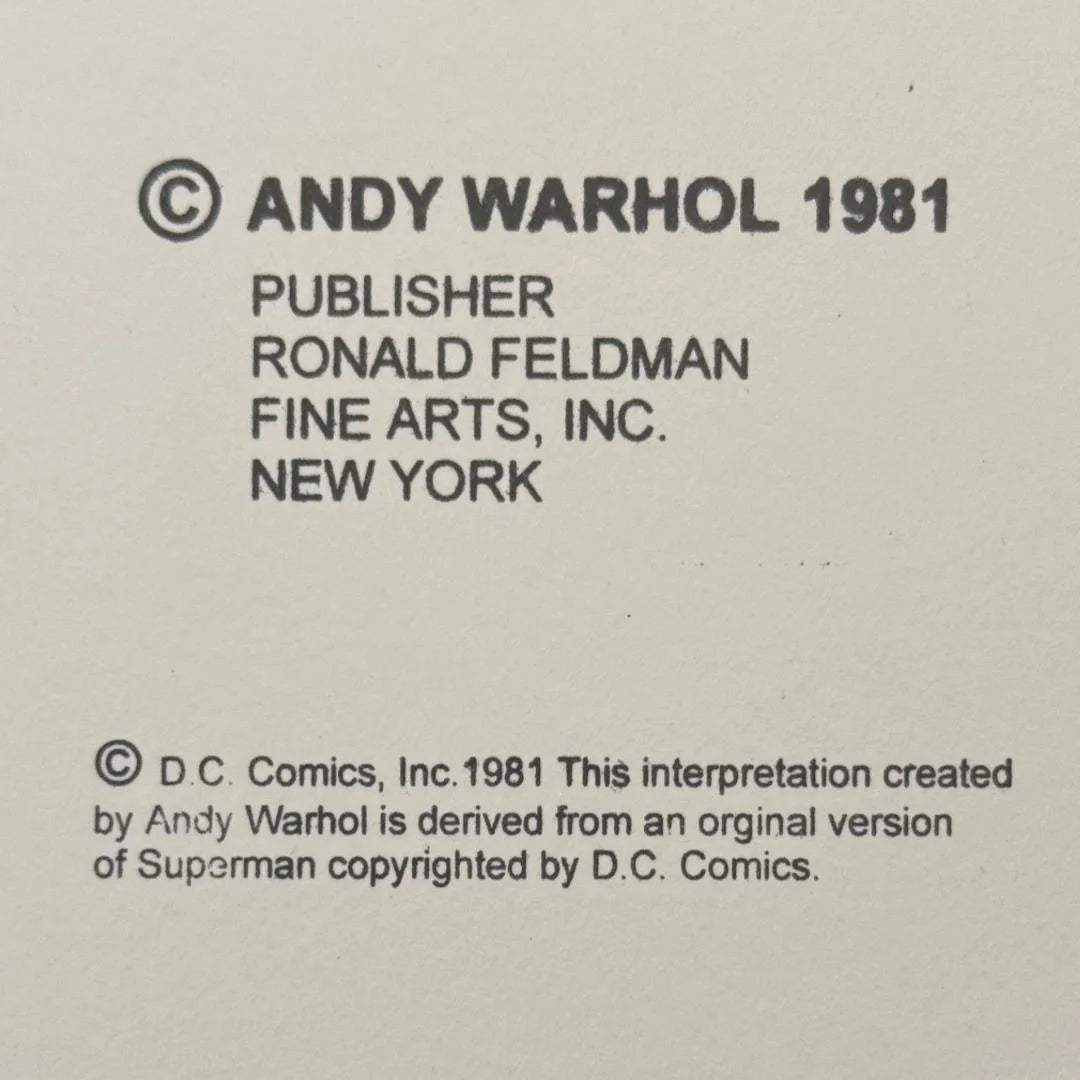 © ANDY WARHOL 1981
PUBLISHER
RONALD FELDMAN
FINE ARTS, INC.
NEW YORK
© D.C. Comics, Inc.1981 This interpretation created
by Andy Warhol is derived from an orginal version
of Superman copyrighted by D.C. Comics.